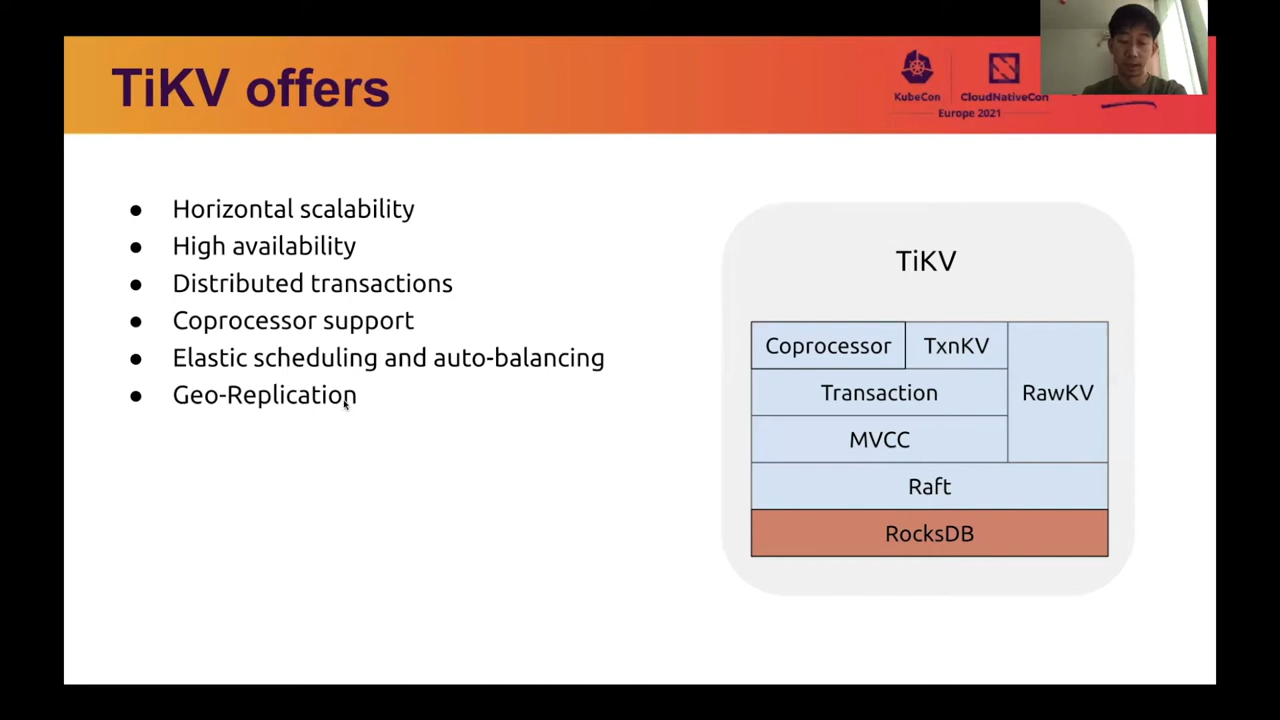 TiKV offers
KubeCon
CloudNativeCon
Europe 2021
● Horizontal scalability
● High availability
● Distributed transactions
● Coprocessor support
● Elastic scheduling and auto-balancing
● Geo-Replication
TiKV
Coprocessor
TxnKV
RawKV
Transaction
MVCC
Raft
RocksDB